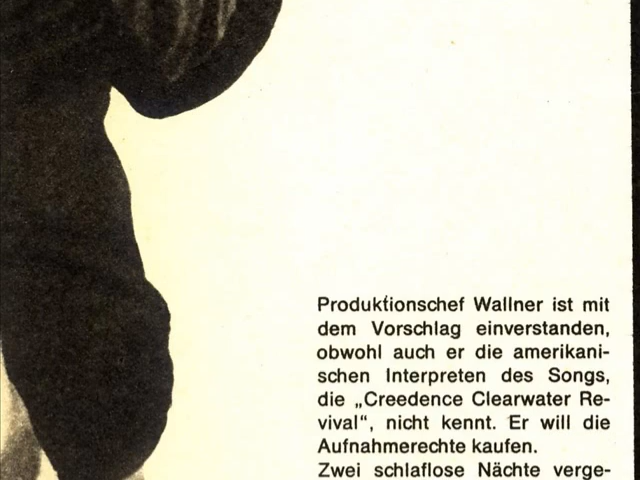 Produktionschef Wallner ist mit
dem Vorschlag einverstanden,
obwohl auch er die amerikani-
schen Interpreten des Songs,
die „Creedence Clearwater Re-
vival“, nicht kennt. Er will die
Aufnahmerechte kaufen.
Zwei schlaflose Nächte verge-